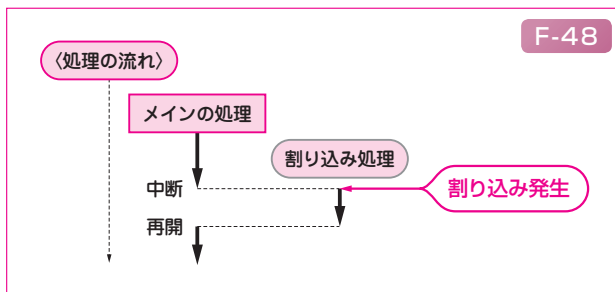 F-48
〈処理の流れ〉
メインの処理
割り込み処理
中断
割り込み発生
再開